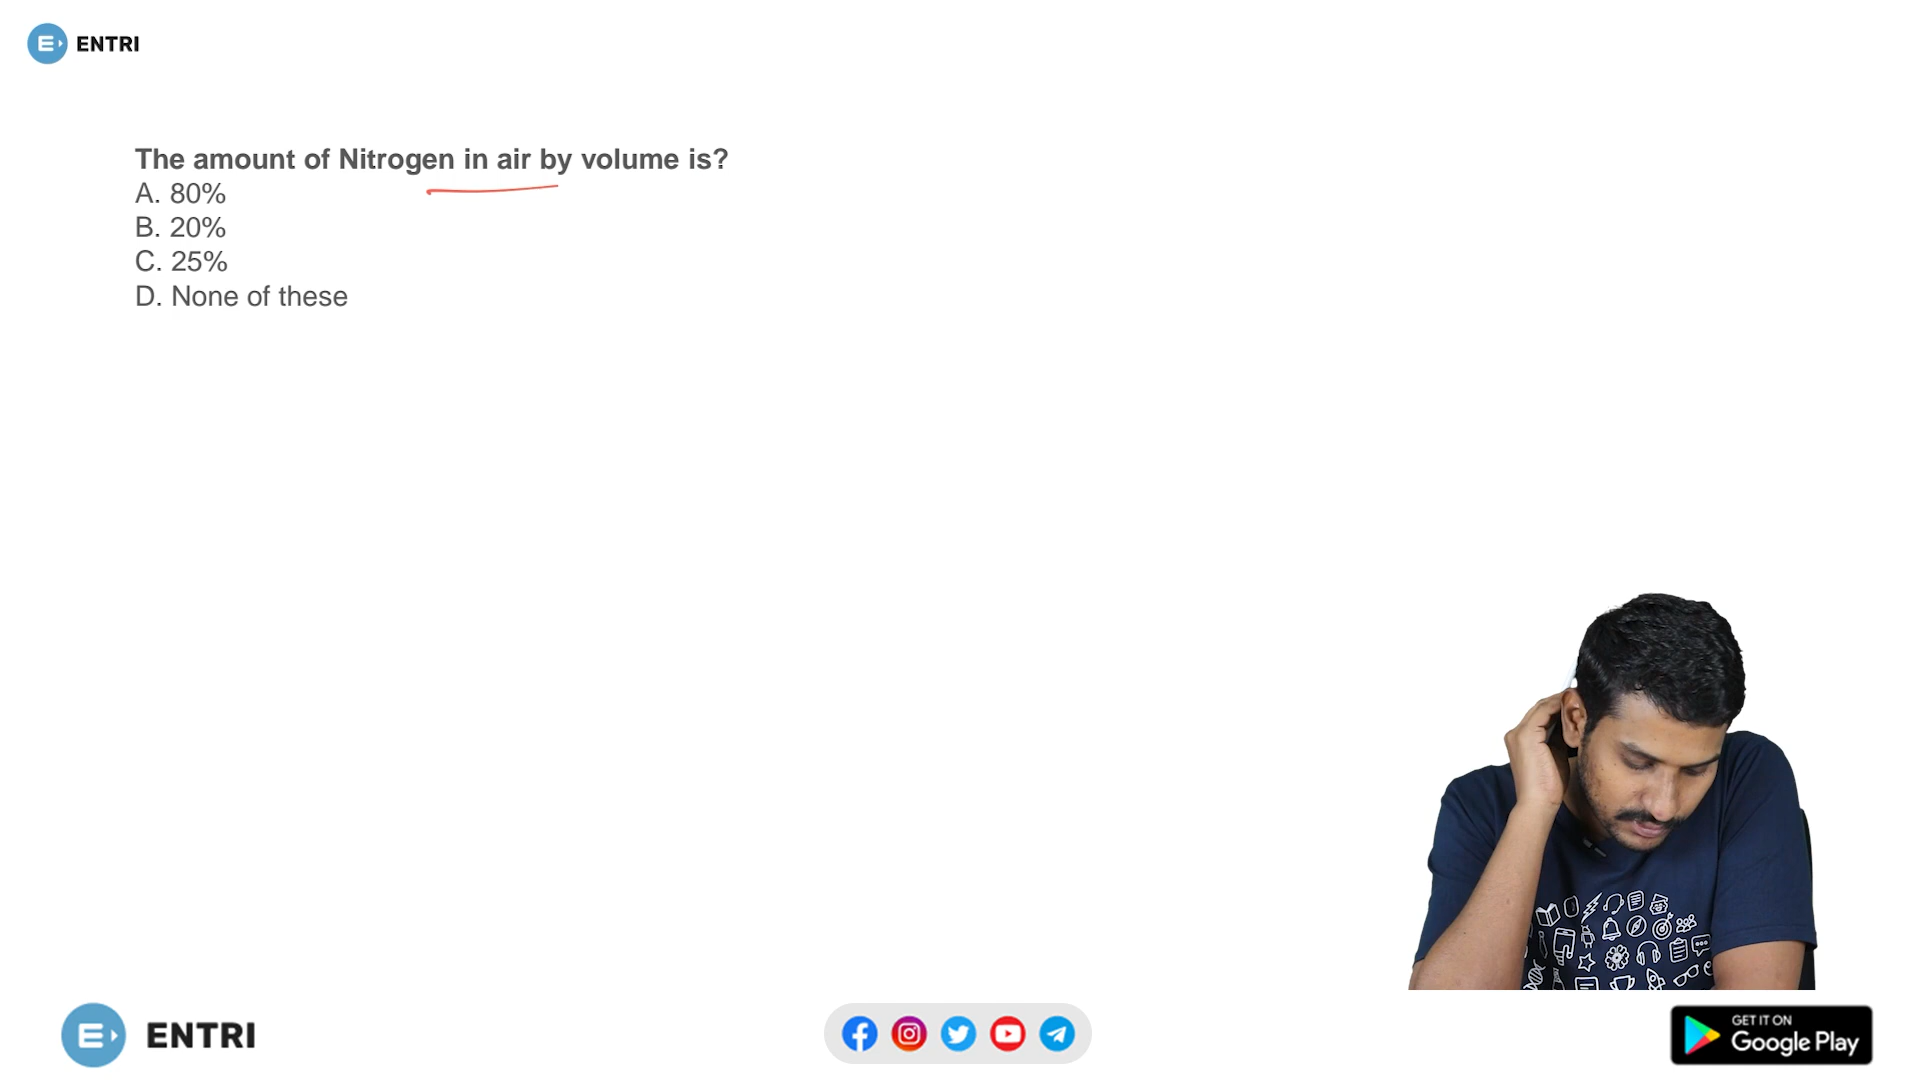 ENTRI
The amount of Nitrogen in air by volume is?
A. 80%
B. 20%
C. 25%
D. None of these
ENTRI
GET IT ON
Google Play